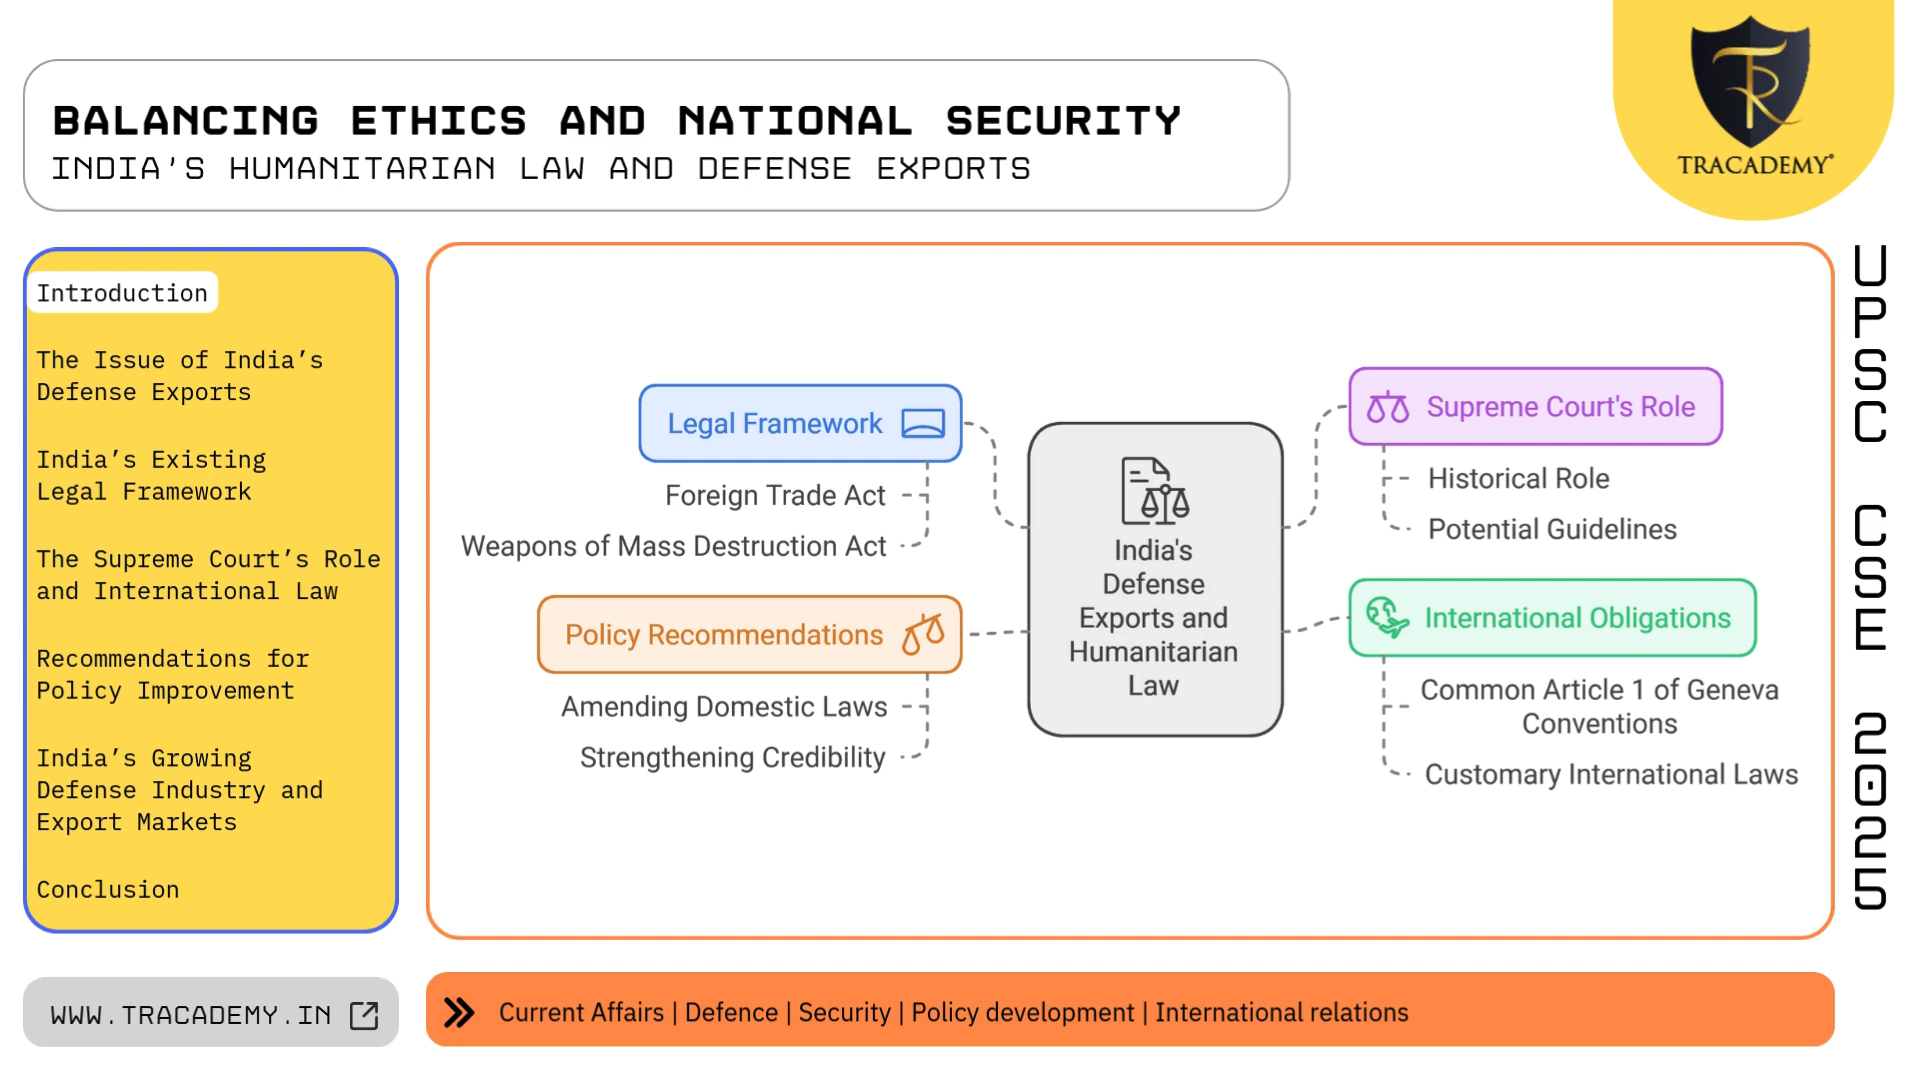 BALANCING ETHICS AND NATIONAL SECURITY
INDIA'S HUMANITARIAN LAW AND DEFENSE EXPORTS
TR
TRACADEMY®
Introduction
The Issue of India's
Defense Exports
India's Existing
Legal Framework
The Supreme Court's Role
and International Law
Recommendations for
Policy Improvement
India's Growing
Defense Industry and
Export Markets
Conclusion
Legal Framework
Foreign Trade Act
Weapons of Mass Destruction Act
Policy Recommendations
Amending Domestic Laws
Strengthening Credibility
India's
Defense
Exports and
Humanitarian
Law
Supreme Court's Role
Historical Role
Potential Guidelines
International Obligations
Common Article 1 of Geneva
Conventions
Customary International Laws
UPSC CSE 2025
WWW.TRACADEMY.IN
Current Affairs | Defence | Security | Policy development | International relations